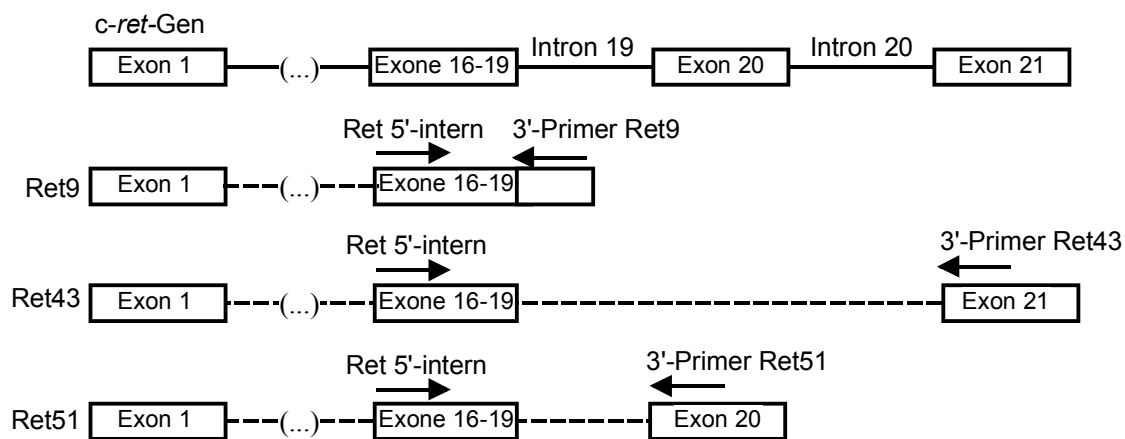 c-ret-Gen
Intron 19 Intron 20
Exon 1 (...) Exone 16-19 Exon 20 Exon 21
Ret 5'-intern 3'-Primer Ret9
Ret9 Exon 1 (...) Exone 16-19
Ret 5'-intern 3'-Primer Ret43
Ret43 Exon 1 (...) Exone 16-19 Exon 21
Ret 5'-intern 3'-Primer Ret51
Ret51 Exon 1 (...) Exone 16-19 Exon 20